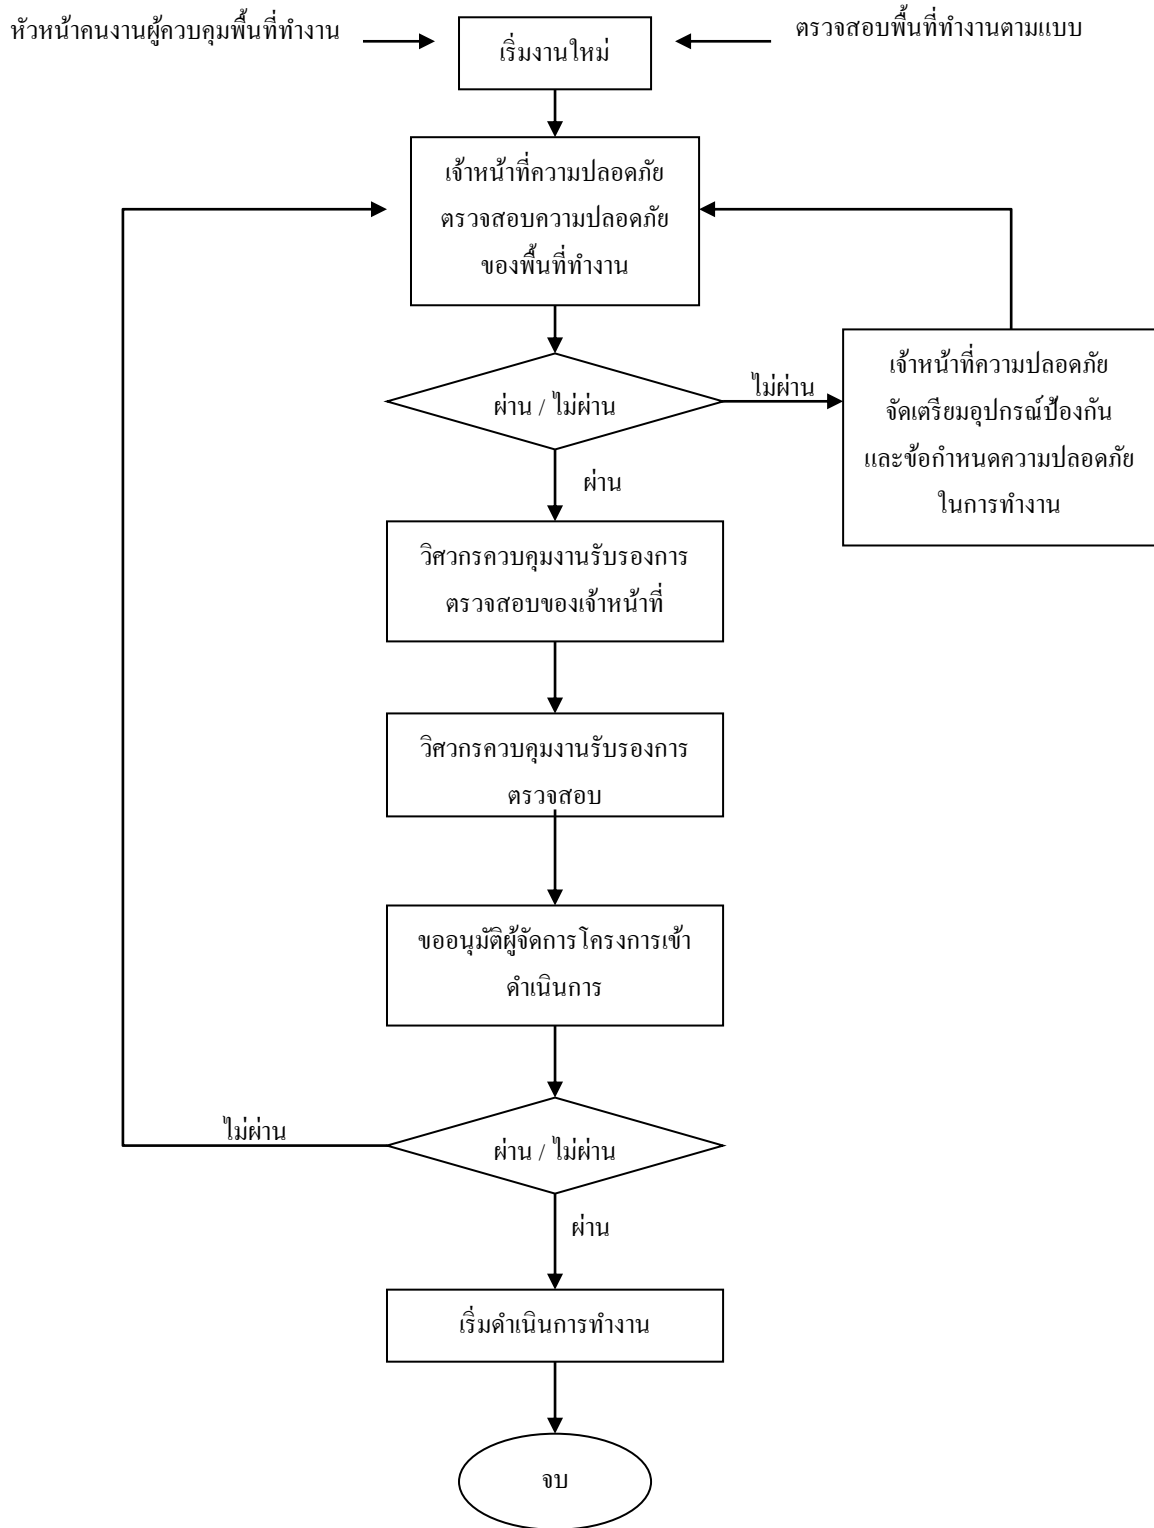 หัวหน้าคนงานผู้ควบคุมพื้นที่ทำงาน
ตรวจสอบพื้นที่ทำงานตามแบบ
เริ่มงานใหม่
เจ้าหน้าที่ความปลอดภัย
ตรวจสอบความปลอดภัย
ของพื้นที่ทำงาน
ผ่าน / ไม่ผ่าน
ไม่ผ่าน
เจ้าหน้าที่ความปลอดภัย
จัดเตรียมอุปกรณ์ป้องกัน
และข้อกำหนดความปลอดภัย
ในการทำงาน
ผ่าน
วิศวกรควบคุมงานรับรองการ
ตรวจสอบของเจ้าหน้าที่
วิศวกรควบคุมงานรับรองการ
ตรวจสอบ
ขออนุมัติผู้จัดการโครงการเข้า
ดำเนินการ
ไม่ผ่าน
ผ่าน / ไม่ผ่าน
ผ่าน
เริ่มดำเนินการทำงาน
จบ